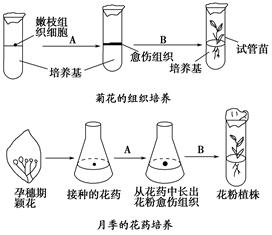 嫩枝组
织细胞
A
B
培养基
愈伤组织
培养基
试管苗
菊花的组织培养
A
B
孕穗期
颖花
接种的花药
从花药中长出
花粉愈伤组织
花粉植株
月季的花药培养